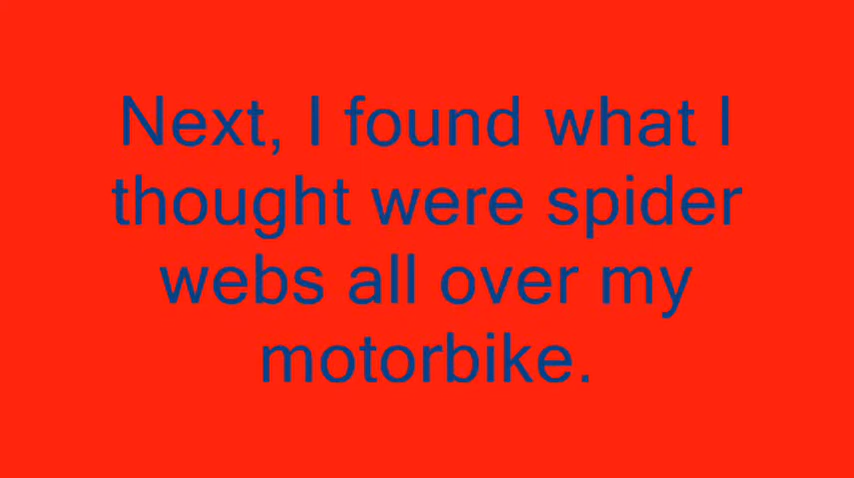 Next, I found what I
thought were spider
webs all over my
motorbike.